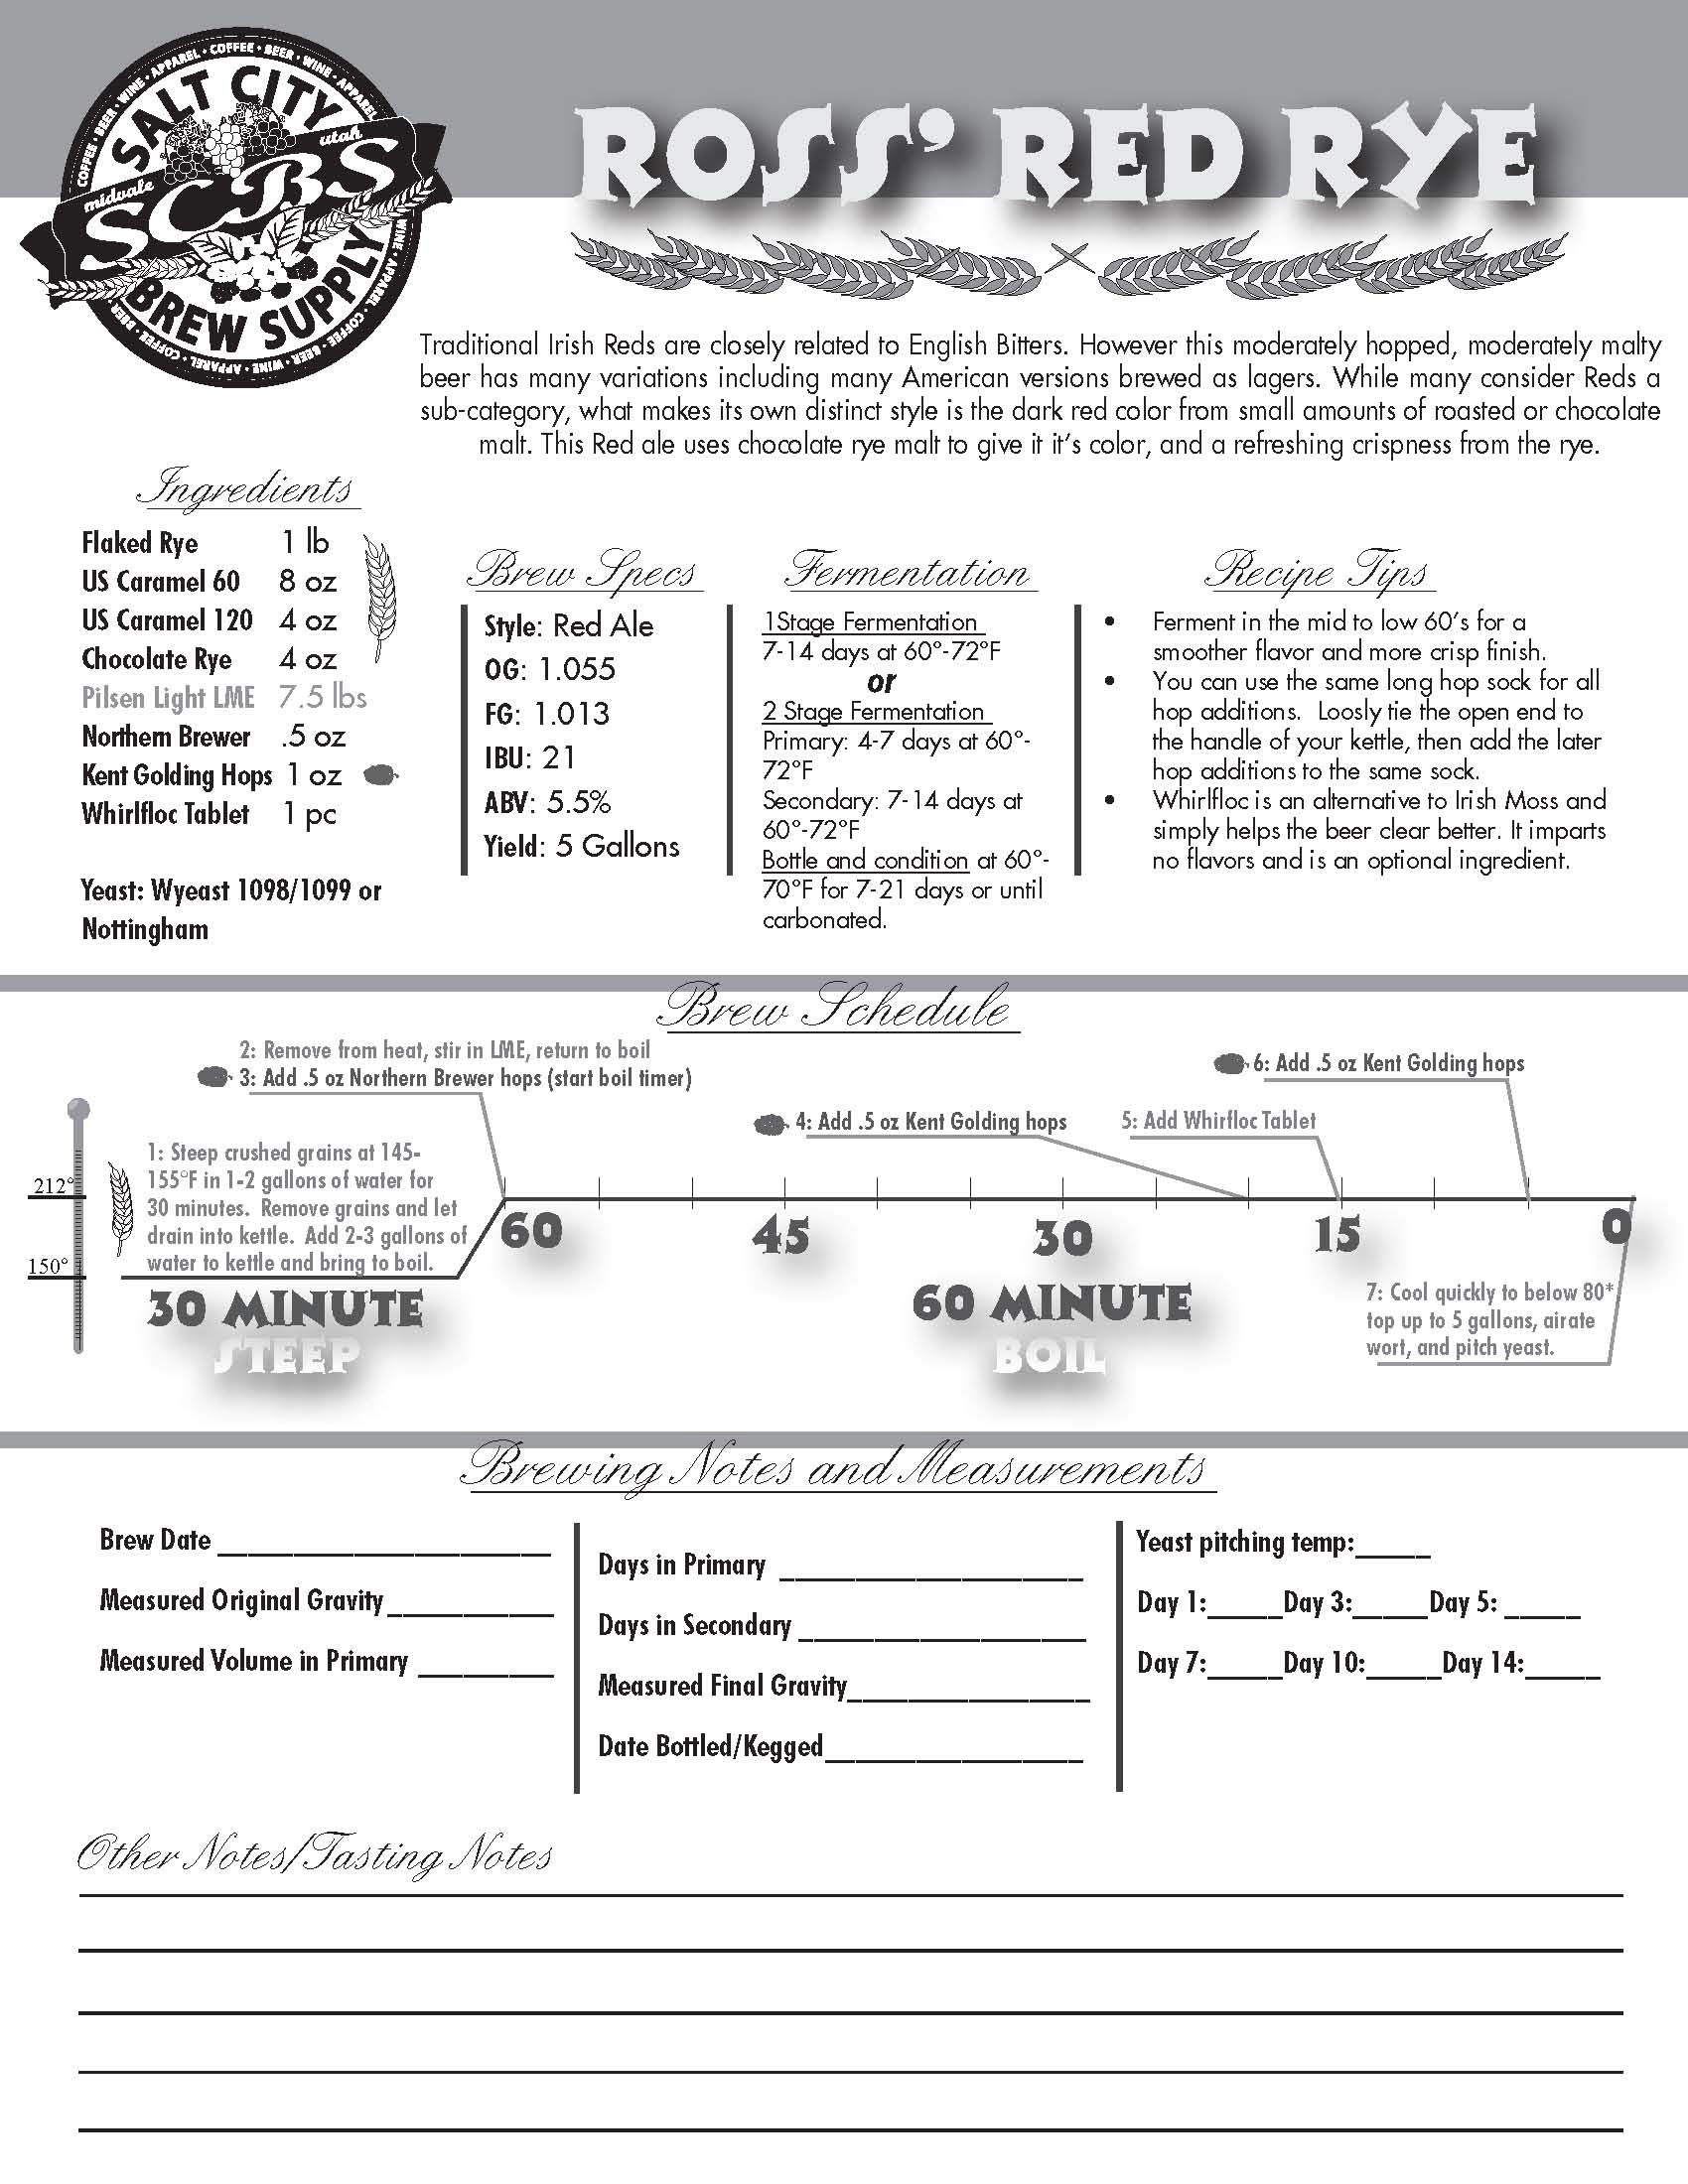 COFFEE • BEER • WINE • APPAREL • COFFEE • BEER • WINE • APPAREL
SALT CITY
midvale
utah
SCBS
BREW SUPPLY
ROSS' RED RYE
Traditional Irish Reds are closely related to English Bitters. However this moderately hopped, moderately malty
beer has many variations including many American versions brewed as lagers. While many consider Reds a
sub-category, what makes its own distinct style is the dark red color from small amounts of roasted or chocolate
malt. This Red ale uses chocolate rye malt to give it it's color, and a refreshing crispness from the rye.
Ingredients
Flaked Rye 1 lb
US Caramel 60 8 oz
US Caramel 120 4 oz
Chocolate Rye 4 oz
Pilsen Light LME 7.5 lbs
Northern Brewer .5 oz
Kent Golding Hops 1 oz
Whirlfloc Tablet 1 pc
Yeast: Wyeast 1098/1099 or
Nottingham
Brew Specs
Style: Red Ale
OG: 1.055
FG: 1.013
IBU: 21
ABV: 5.5%
Yield: 5 Gallons
Fermentation
1Stage Fermentation
7-14 days at 60°-72°F
or
2 Stage Fermentation
Primary: 4-7 days at 60°-
72°F
Secondary: 7-14 days at
60°-72°F
Bottle and condition at 60°-
70°F for 7-21 days or until
carbonated.
Recipe Tips
• Ferment in the mid to low 60's for a
smoother flavor and more crisp finish.
• You can use the same long hop sock for all
hop additions. Loosly tie the open end to
the handle of your kettle, then add the later
hop additions to the same sock.
• Whirlfloc is an alternative to Irish Moss and
simply helps the beer clear better. It imparts
no flavors and is an optional ingredient.
Brew Schedule
2: Remove from heat, stir in LME, return to boil
3: Add .5 oz Northern Brewer hops (start boil timer)
6: Add .5 oz Kent Golding hops
4: Add .5 oz Kent Golding hops
5: Add Whirfloc Tablet
1: Steep crushed grains at 145-
155°F in 1-2 gallons of water for
30 minutes. Remove grains and let
drain into kettle. Add 2-3 gallons of
water to kettle and bring to boil.
212°
150°
60 45 30 15 0
30 MINUTE
STEEP
60 MINUTE
BOIL
7: Cool quickly to below 80*
top up to 5 gallons, airate
wort, and pitch yeast.
Brewing Notes and Measurements
Brew Date ______________________
Measured Original Gravity___________
Measured Volume in Primary _________
Days in Primary ____________________
Days in Secondary ___________________
Measured Final Gravity________________
Date Bottled/Kegged_________________
Yeast pitching temp:_____
Day 1:_____Day 3:_____Day 5: _____
Day 7:_____Day 10:_____Day 14:_____
Other Notes/Tasting Notes